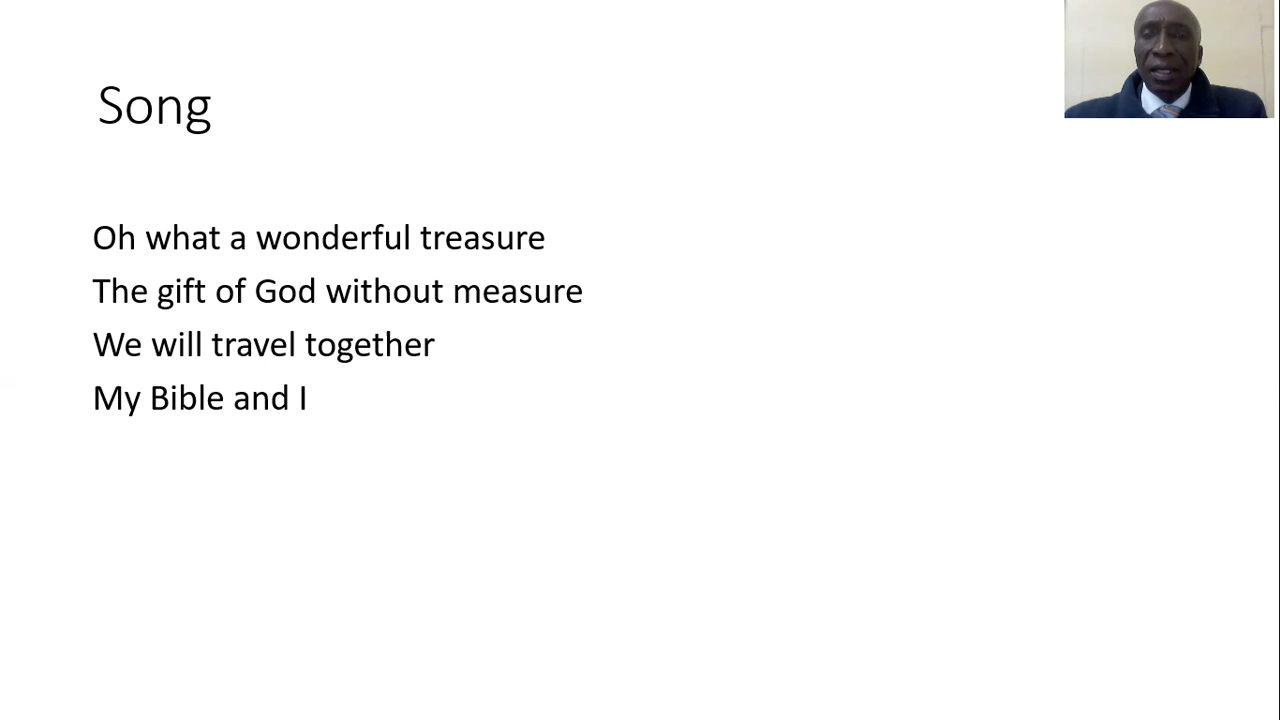 Song
Oh what a wonderful treasure
The gift of God without measure
We will travel together
My Bible and I